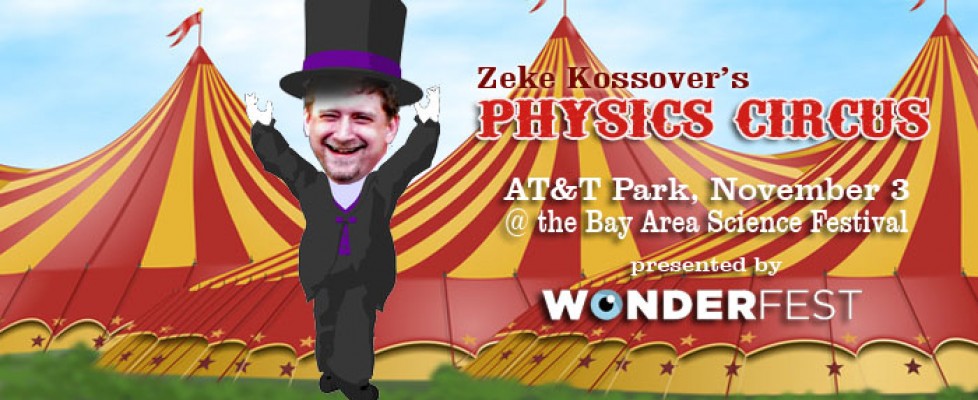 Zeke Kossover's
PHYSICS CIRCUS
AT&T Park, November 3
@ the Bay Area Science Festival
presented by
WONDERFEST